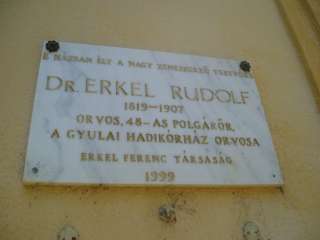 E HÁZBAN ÉLT A NAGY ZENESZERZŐ TESTVÉRE
DR. ERKEL RUDOLF
1819-1907
ORVOS, 48-AS POLGÁRŐR,
A GYULAI HADIKÓRHÁZ ORVOSA
ERKEL FERENC TÁRSASÁG
1999